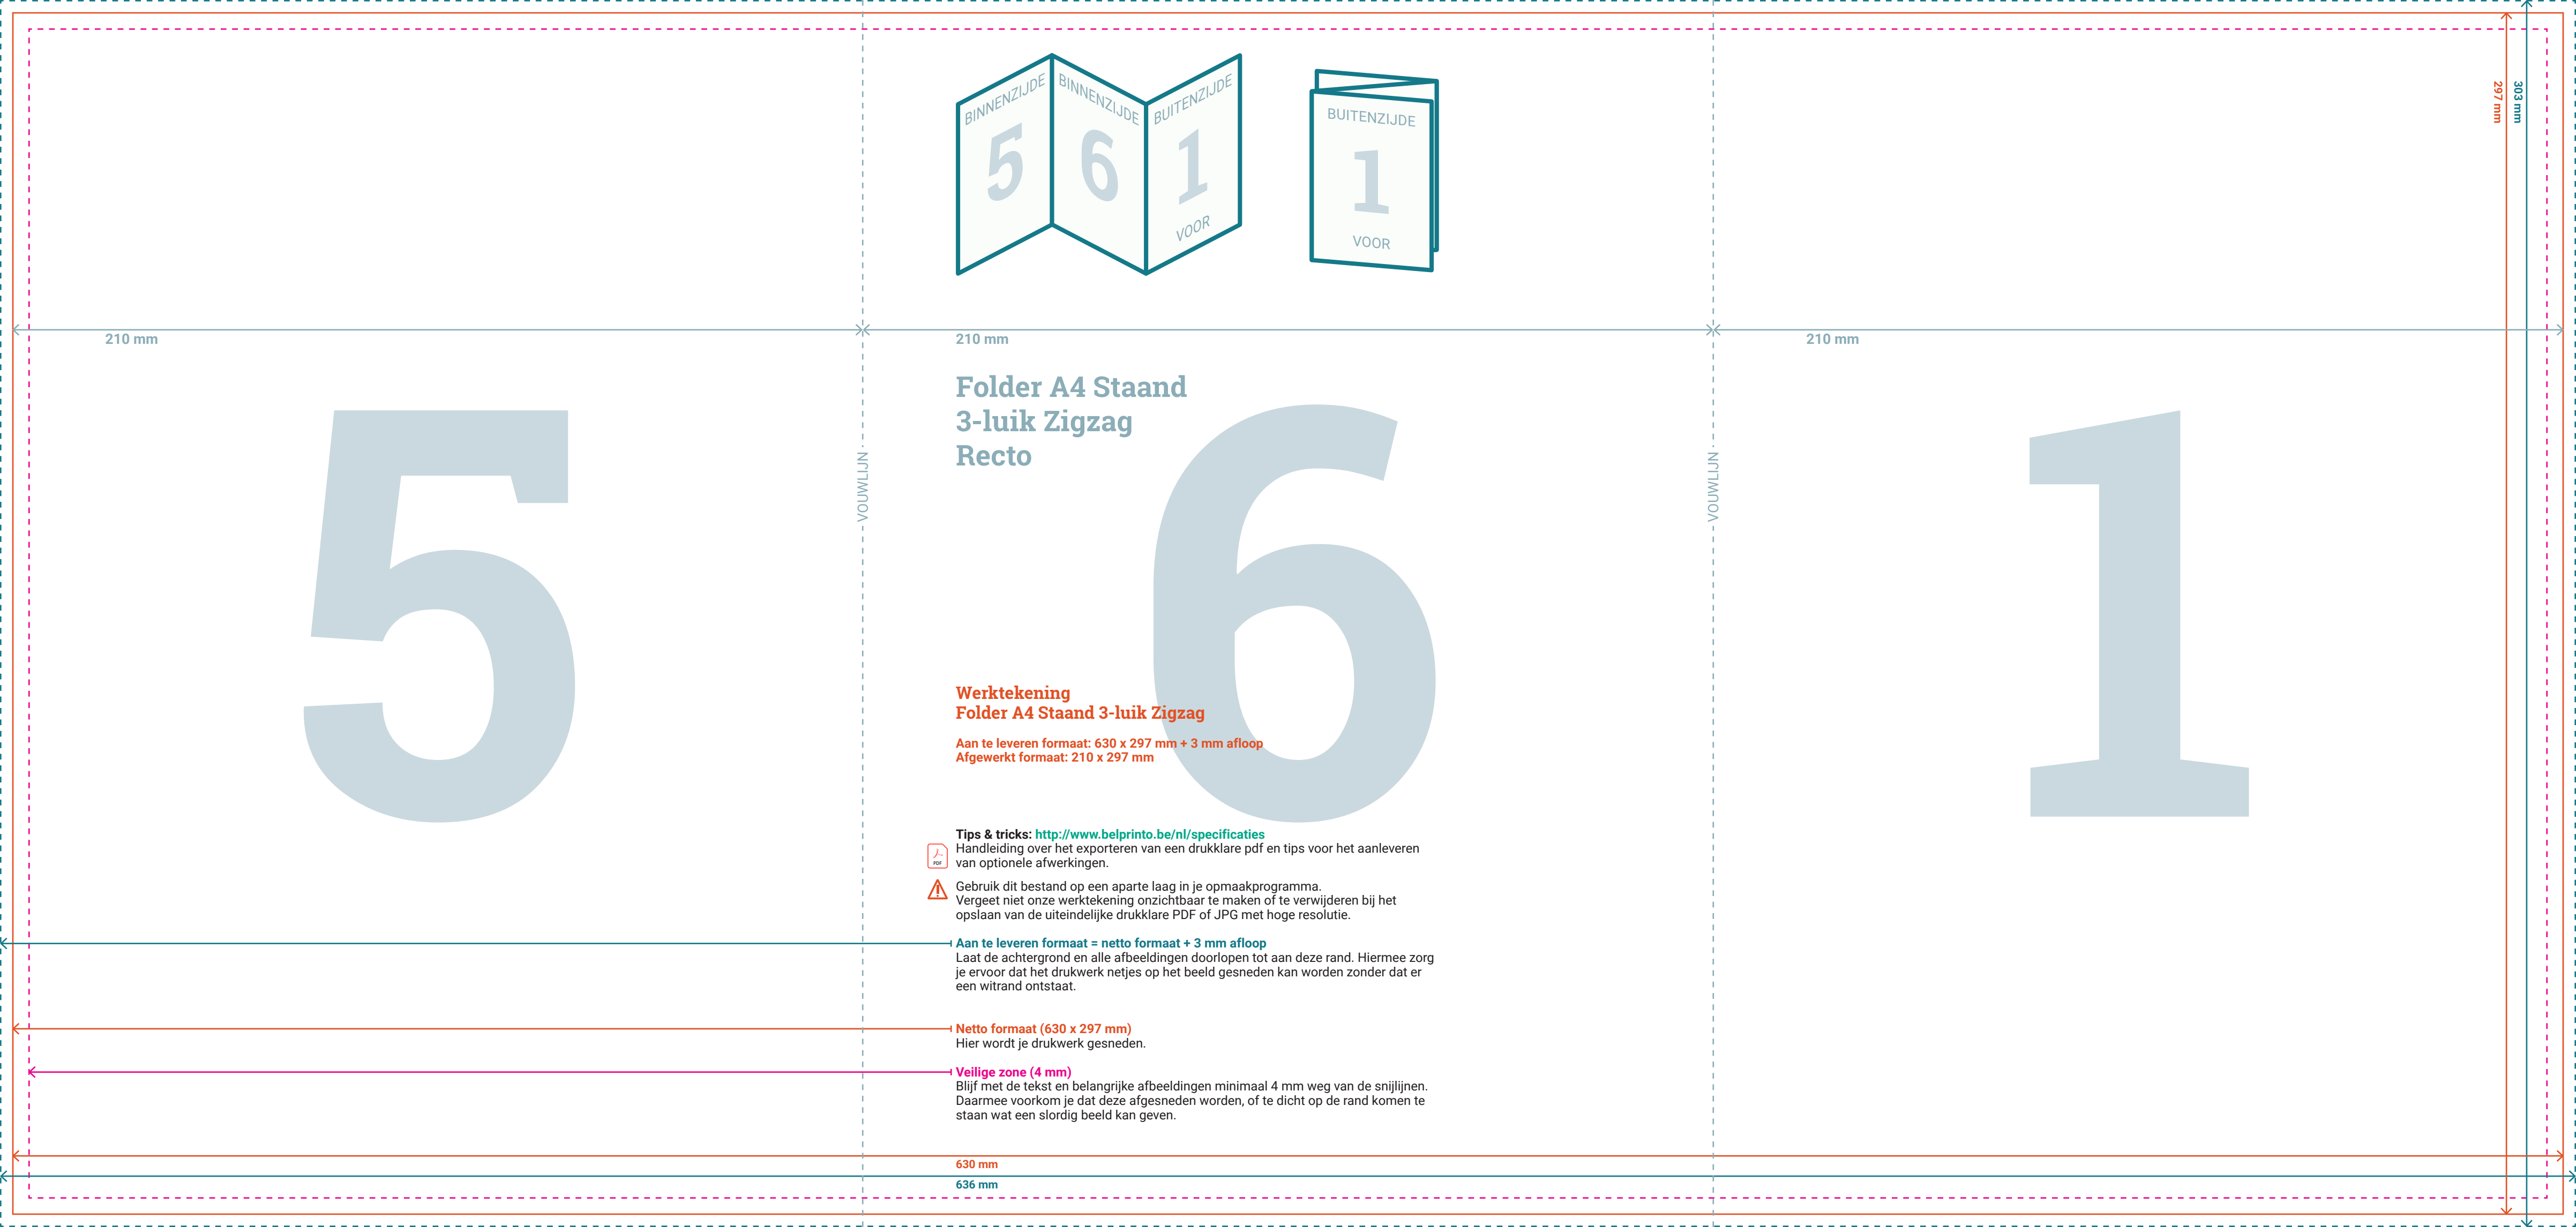 BINNENZIJDE
5
BINNENZIJDE
6
BUITENZIJDE
1
VOOR
BUITENZIJDE
1
VOOR
297 mm
303 mm
210 mm
210 mm
210 mm
5
VOUWLIJN
Folder A4 Staand
3-luik Zigzag
Recto
6
VOUWLIJN
1
Werktekening
Folder A4 Staand 3-luik Zigzag
Aan te leveren formaat: 630 x 297 mm + 3 mm afloop
Afgewerkt formaat: 210 x 297 mm
Tips & tricks: http://www.belprinto.be/nl/specificaties
PDF
Handleiding over het exporteren van een drukklare pdf en tips voor het aanleveren
van optionele afwerkingen.
Gebruik dit bestand op een aparte laag in je opmaakprogramma.
Vergeet niet onze werktekening onzichtbaar te maken of te verwijderen bij het
opslaan van de uiteindelijke drukklare PDF of JPG met hoge resolutie.
Aan te leveren formaat = netto formaat + 3 mm afloop
Laat de achtergrond en alle afbeeldingen doorlopen tot aan deze rand. Hiermee zorg
je ervoor dat het drukwerk netjes op het beeld gesneden kan worden zonder dat er
een witrand ontstaat.
Netto formaat (630 x 297 mm)
Hier wordt je drukwerk gesneden.
Veilige zone (4 mm)
Blijf met de tekst en belangrijke afbeeldingen minimaal 4 mm weg van de snijlijnen.
Daarmee voorkom je dat deze afgesneden worden, of te dicht op de rand komen te
staan wat een slordig beeld kan geven.
630 mm
636 mm